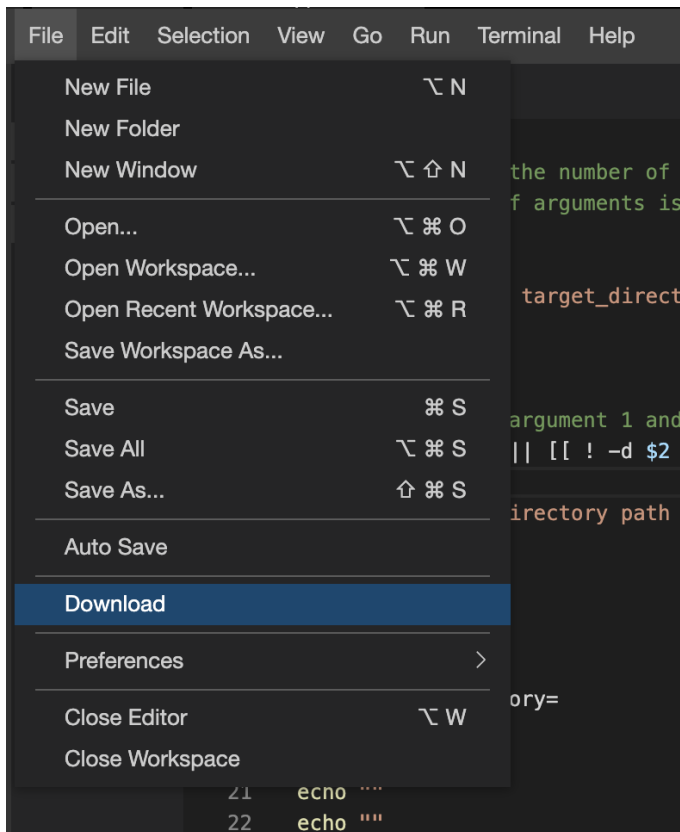 File Edit Selection View Go Run Terminal Help
New File ⌥ N
New Folder
New Window ⌥ ⇧ N
the number of
f arguments is
Open... ⌥ ⌘ O
Open Workspace... ⌥ ⌘ W
Open Recent Workspace... ⌥ ⌘ R
target_direct
Save Workspace As...
Save ⌘ S
argument 1 and
Save All ⌥ ⌘ S
|| [[ ! -d $2
Save As... ⇧ ⌘ S
irectory path
Auto Save
Download
Preferences
ory=
Close Editor ⌥ W
Close Workspace
21 echo ""
22 echo ""